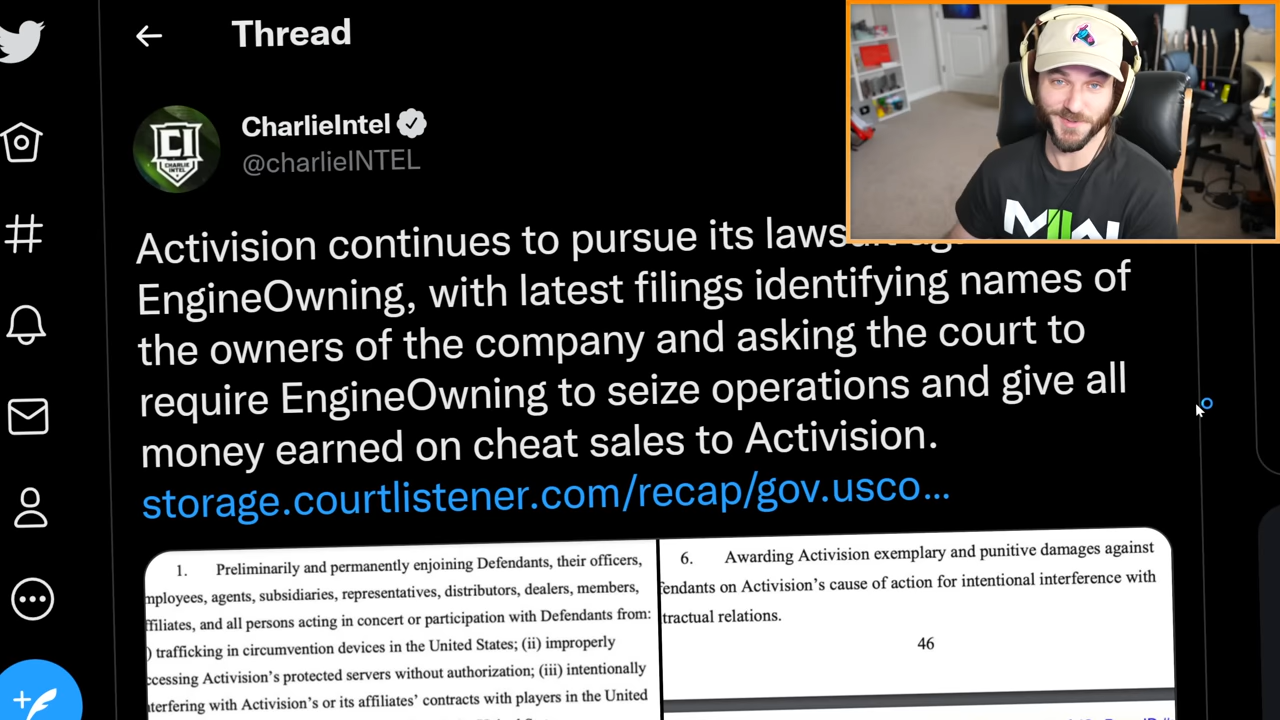 Thread
CharlieIntel
@charlieINTEL
CI
CHARLIE
INTEL
Activision continues to pursue its
EngineOwning, with latest filings identifying names of
the owners of the company and asking the court to
require EngineOwning to seize operations and give all
money earned on cheat sales to Activision.
storage.courtlistener.com/recap/gov.usco...
1. Preliminarily and permanently enjoining Defendants, their officers,
mployees, agents, subsidiaries, representatives, distributors, dealers, members,
ffiliates, and all persons acting in concert or participation with Defendants from:
) trafficking in circumvention devices in the United States; (ii) improperly
ccessing Activision's protected servers without authorization; (iii) intentionally
terfering with Activision's or its affiliates' contracts with players in the United
6. Awarding Activision exemplary and punitive damages against
fendants on Activision's cause of action for intentional interference with
tractual relations.
46
MW